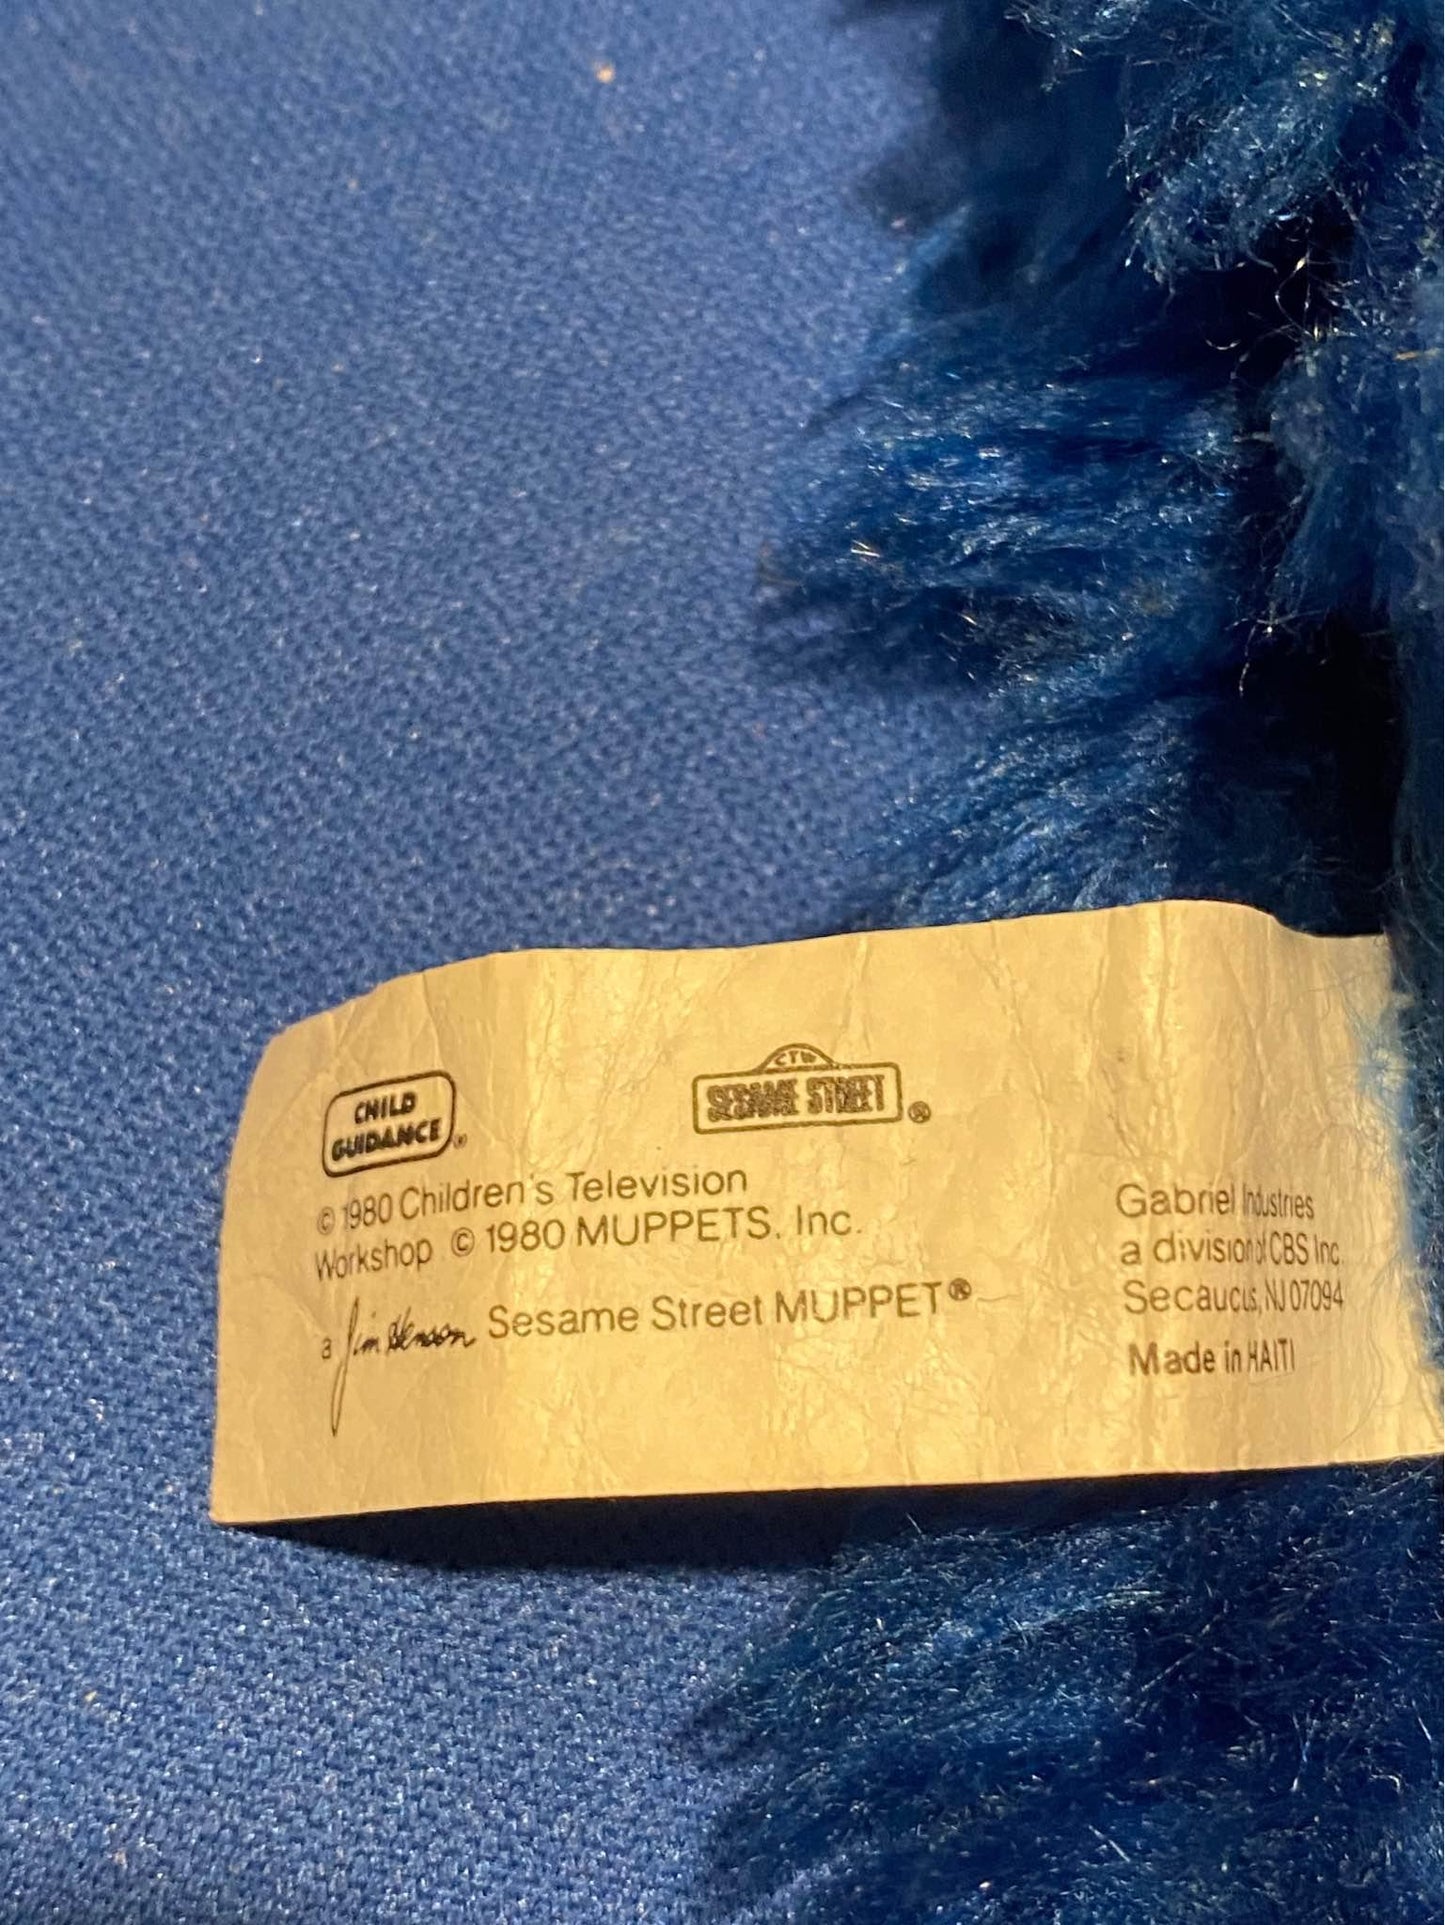 CHILD
GUIDANCE®
CTW
SESAME STREET®
© 1980 Children's Television
Workshop © 1980 MUPPETS, Inc.
a Jim Henson Sesame Street MUPPET®
Gabriel Industries
a division of CBS Inc.
Secaucus, NJ 07094
Made in HAITI